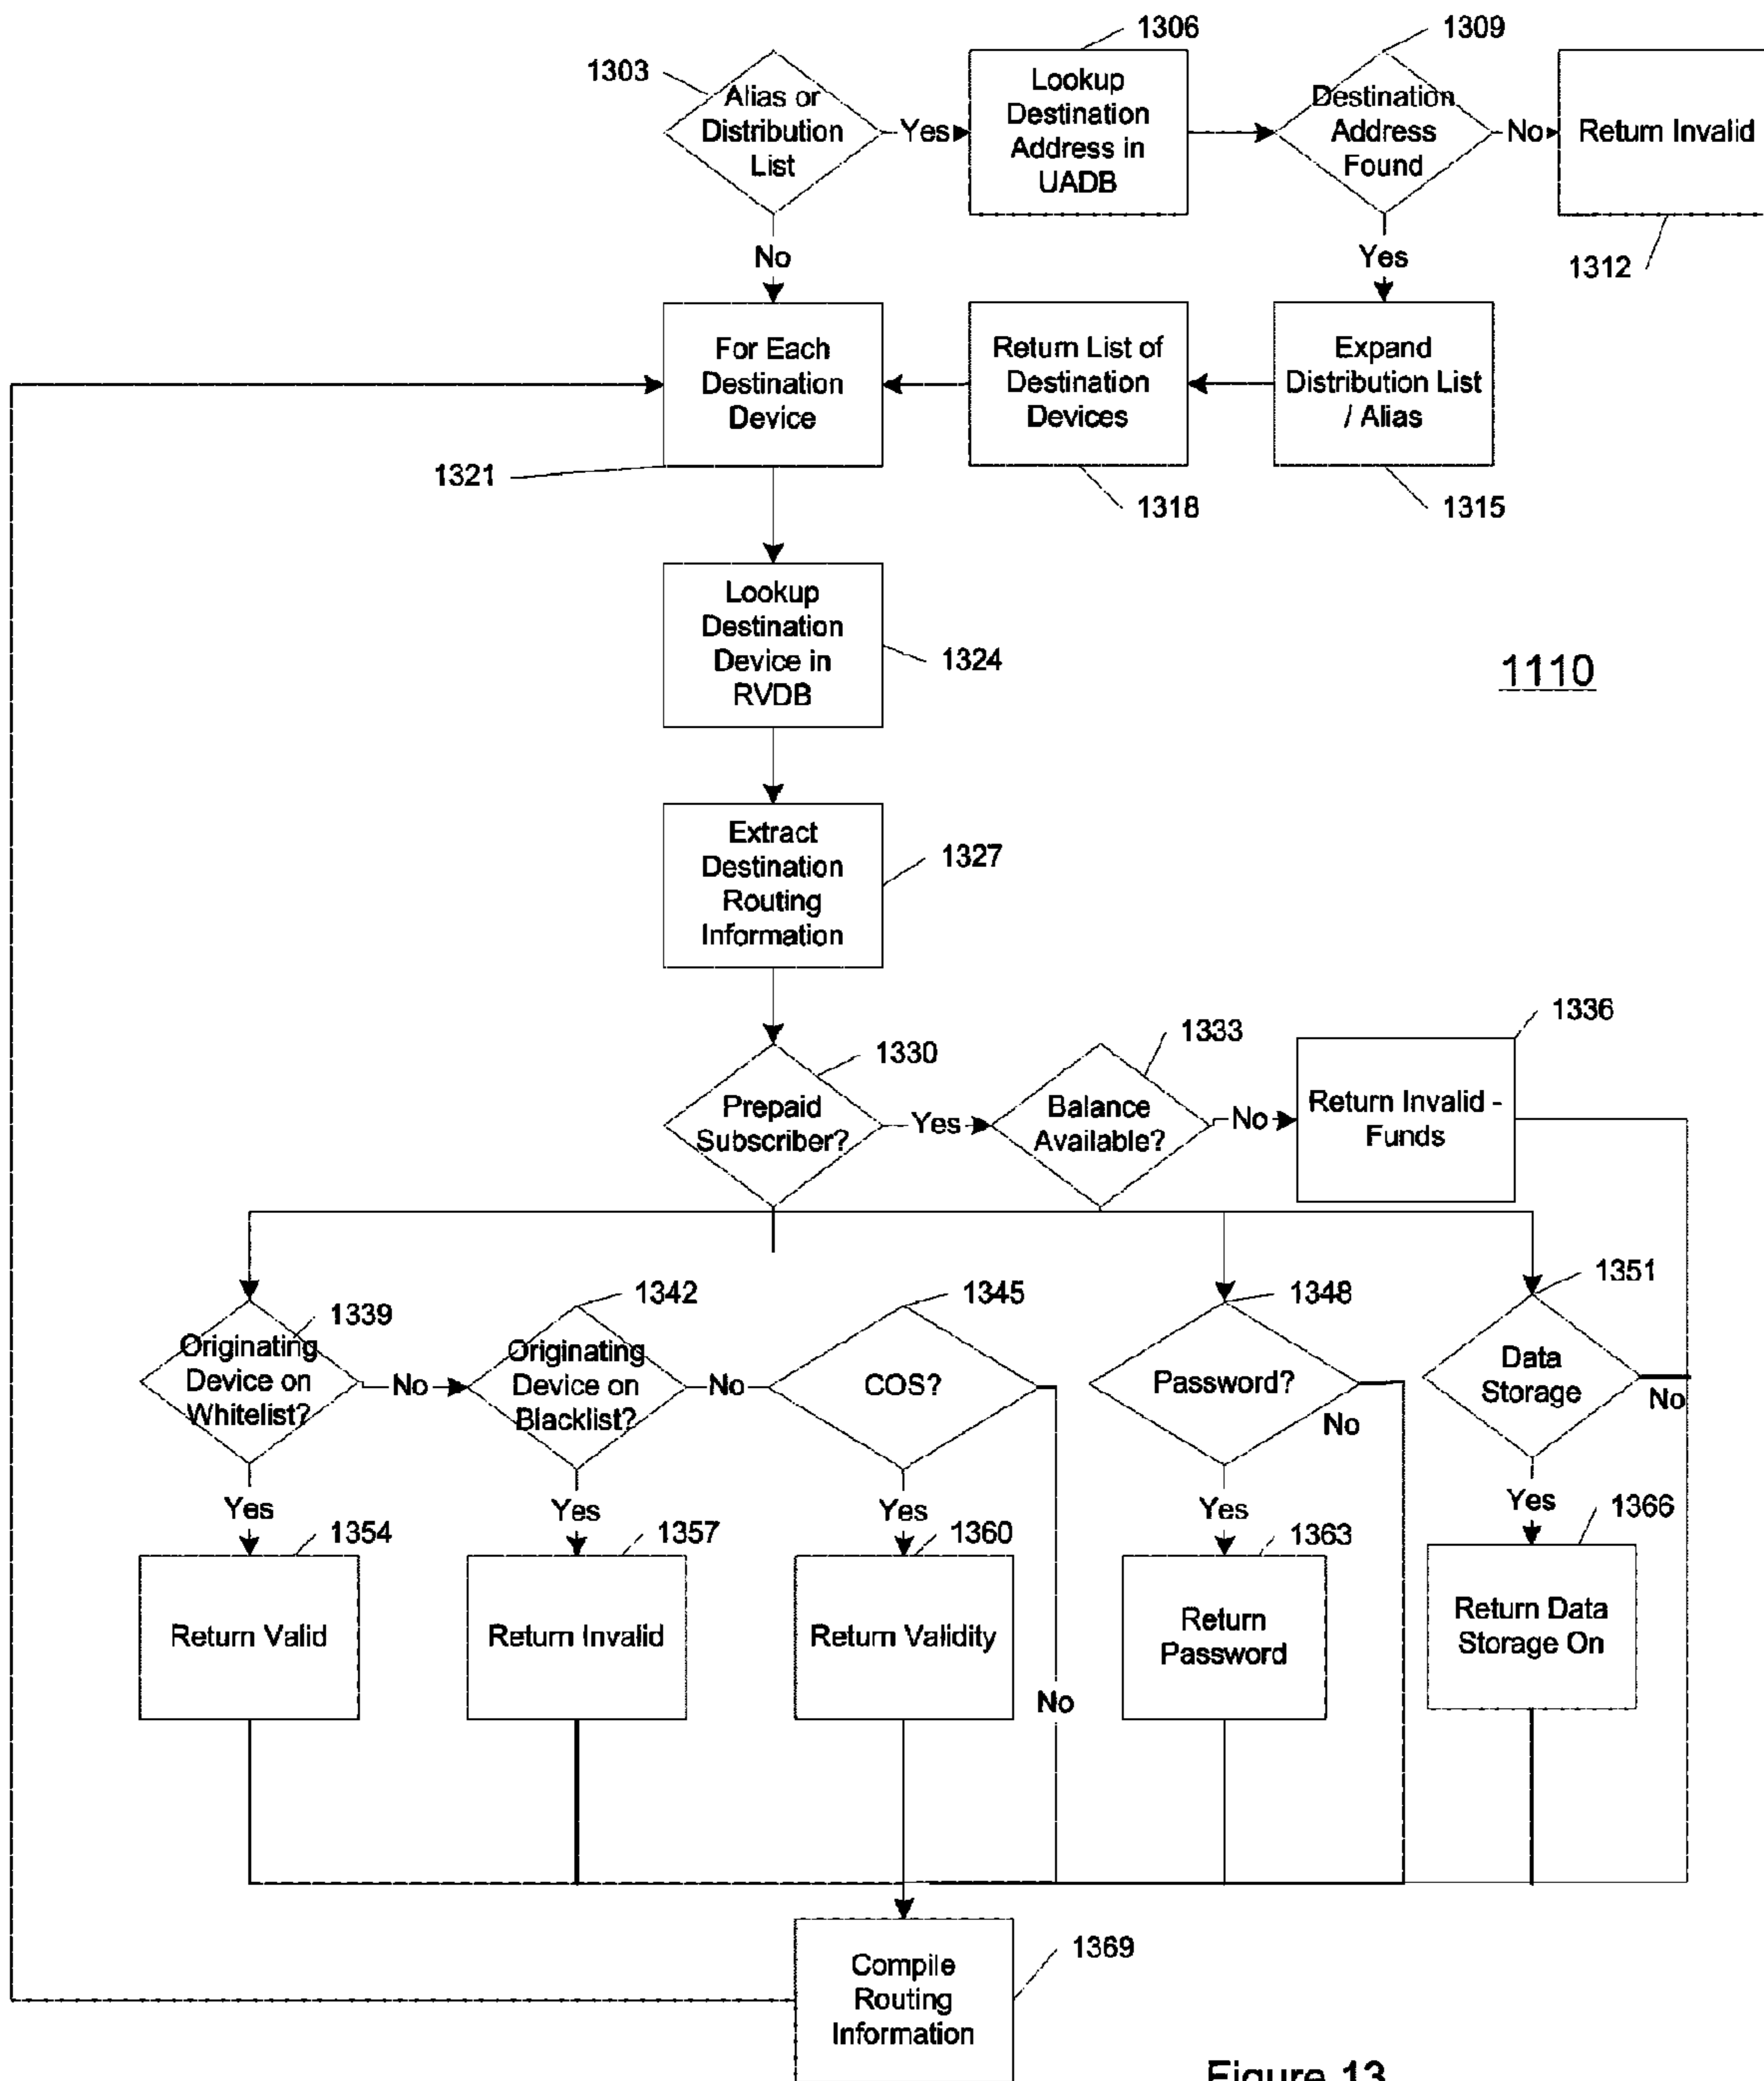 1306
1309
1303
Alias or
Distribution
List
Yes
Lookup
Destination
Address in
UADB
Destination
Address
Found
No
Return Invalid
No
Yes
1312
For Each
Destination
Device
Return List of
Destination
Devices
Expand
Distribution List
/ Alias
1321
1318
1315
Lookup
Destination
Device in
RVDB
1324
1110
Extract
Destination
Routing
Information
1327
1330
1333
1336
Prepaid
Subscriber?
Yes
Balance
Available?
No
Return Invalid -
Funds
1339
1342
1345
1348
1351
Originating
Device on
Whitelist?
No
Originating
Device on
Blacklist?
No
COS?
Password?
No
Data
Storage
No
Yes
Yes
Yes
Yes
Yes
1354
1357
1360
1363
1366
Return Valid
Return Invalid
Return Validity
Return
Password
Return Data
Storage On
No
Compile
Routing
Information
1369
Figure 13